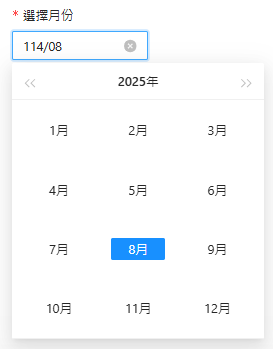 * 選擇月份
114/08
2025年
1月 2月 3月
4月 5月 6月
7月 8月 9月
10月 11月 12月